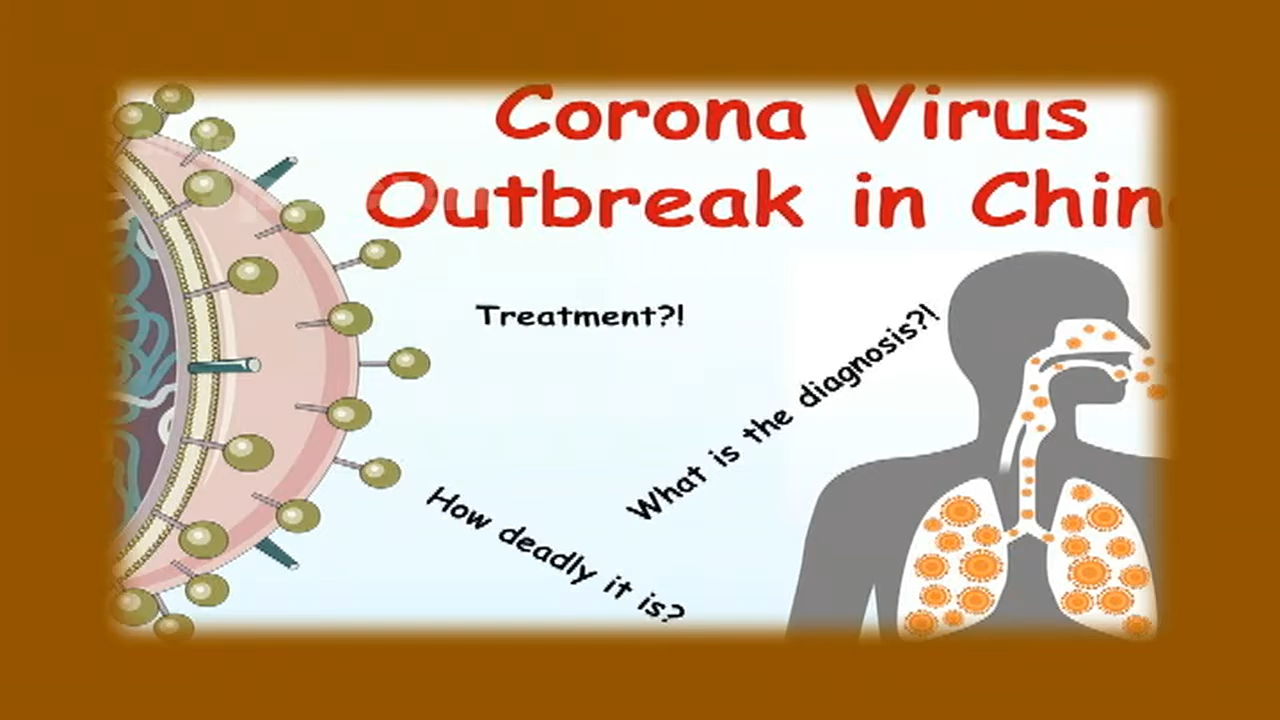 Corona Virus
Outbreak in Chin
Treatment?!
What is the diagnosis?!
How deadly it is?